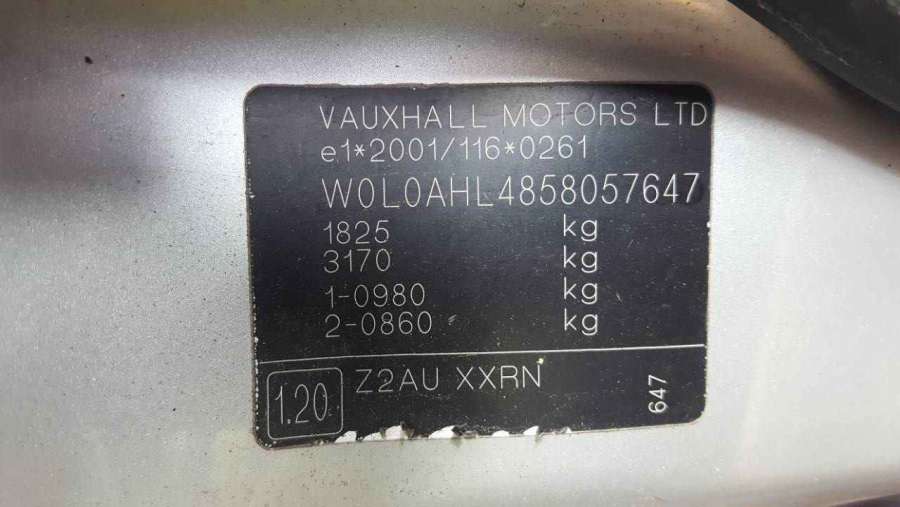 VAUXHALL MOTORS LTD
e1*2001/116*0261
W0L0AHL4858057647
1825 kg
3170 kg
1-0980 kg
2-0860 kg
1.20 Z2AU XXRN
647